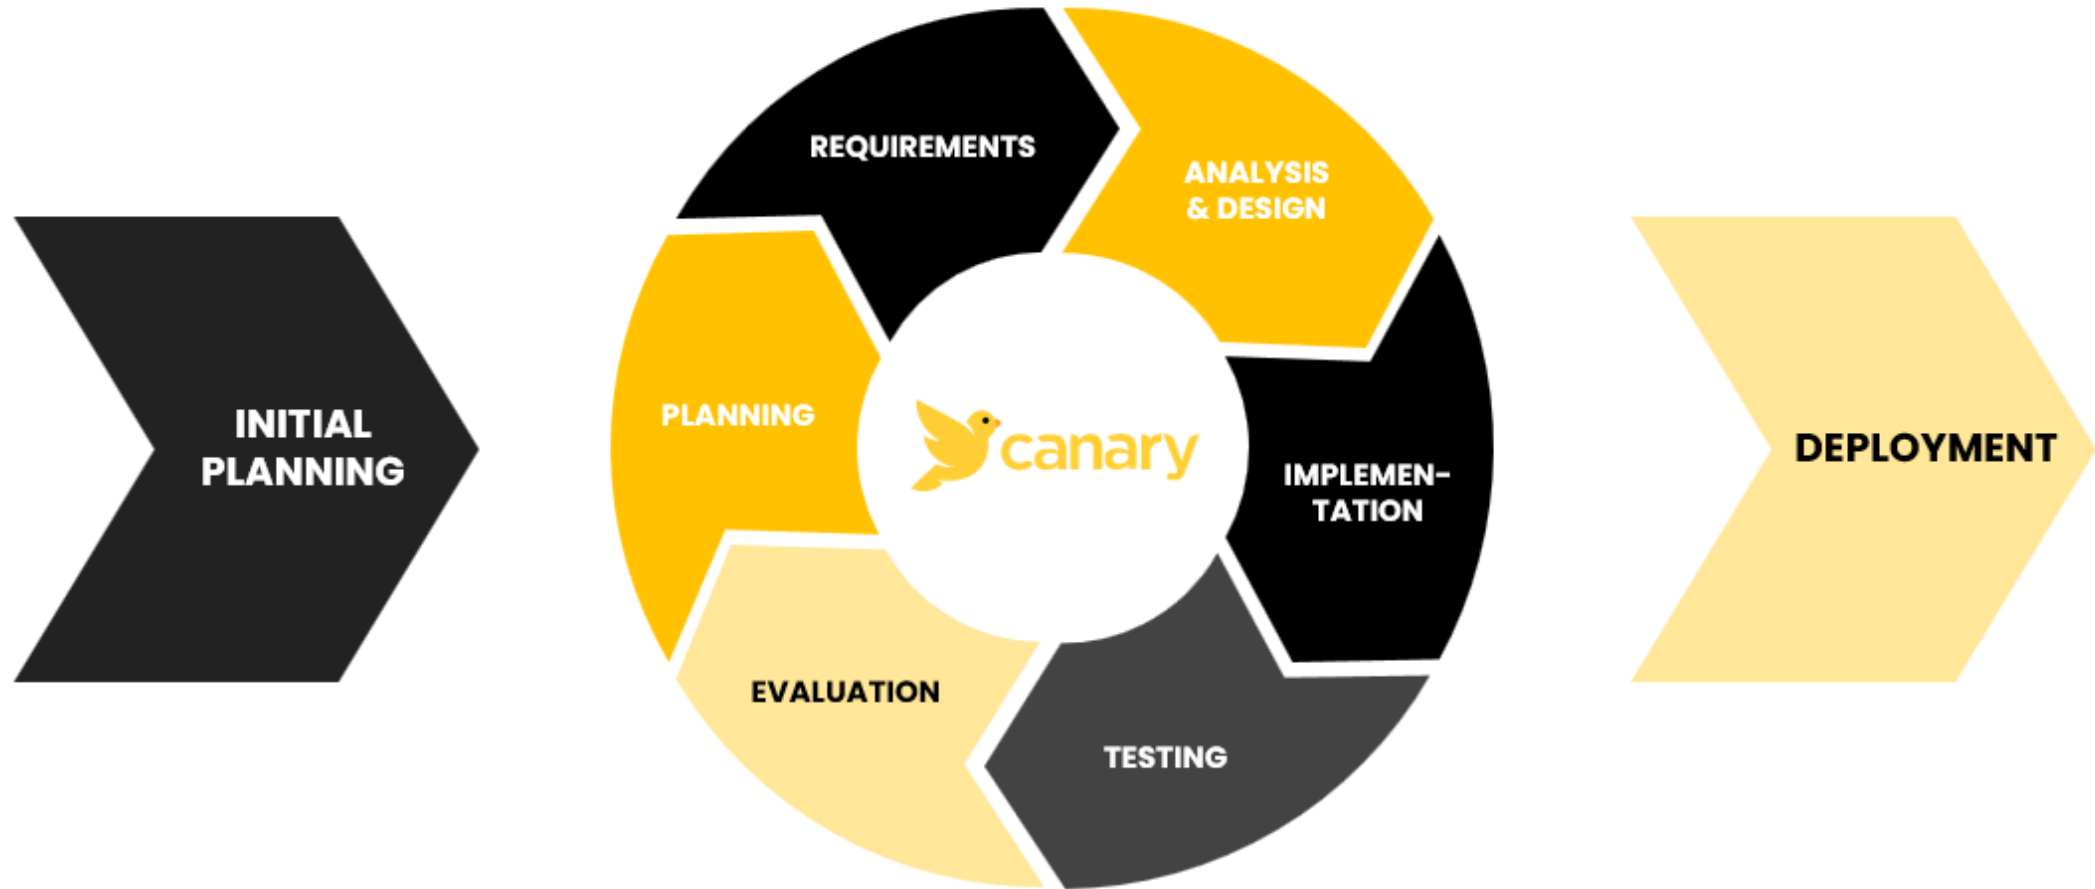 INITIAL
PLANNING
REQUIREMENTS
ANALYSIS
& DESIGN
PLANNING
canary
IMPLEMEN-
TATION
EVALUATION
TESTING
DEPLOYMENT